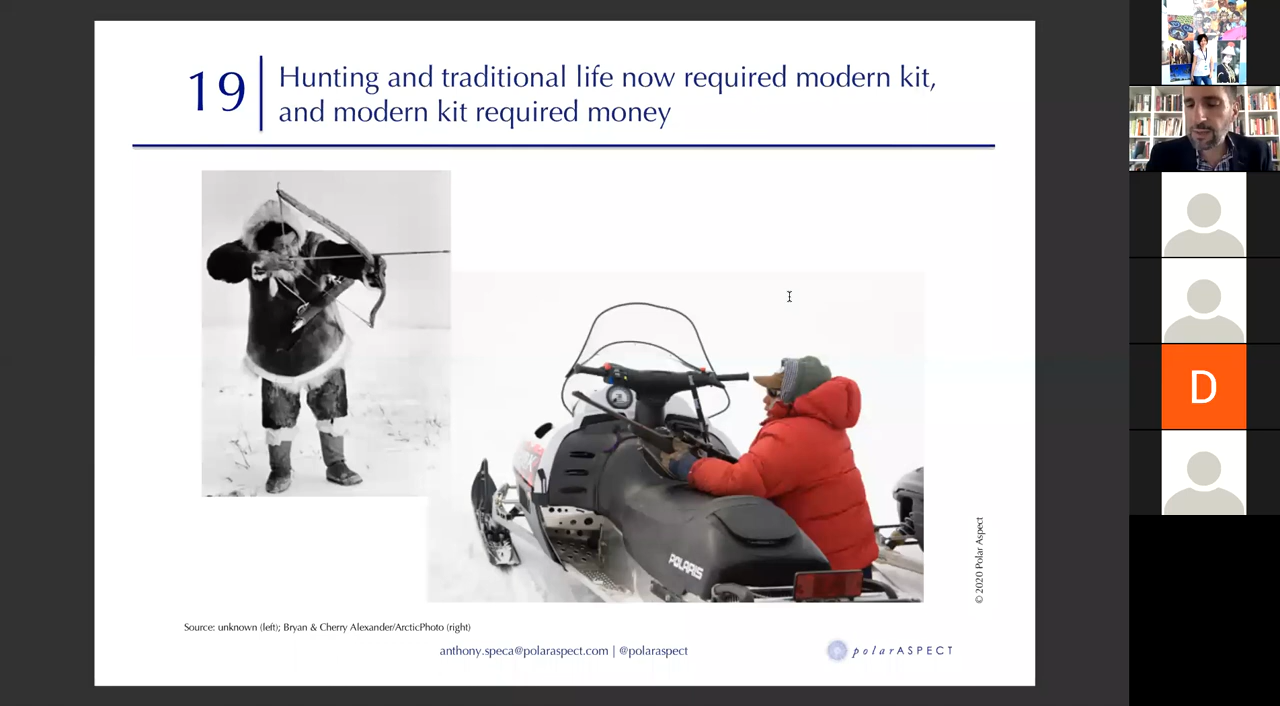 19
Hunting and traditional life now required modern kit,
and modern kit required money
POLARIS
© 2020 Polar Aspect
Source: unknown (left); Bryan & Cherry Alexander/ArcticPhoto (right)
anthony.speca@polaraspect.com | @polaraspect
polarASPECT
D